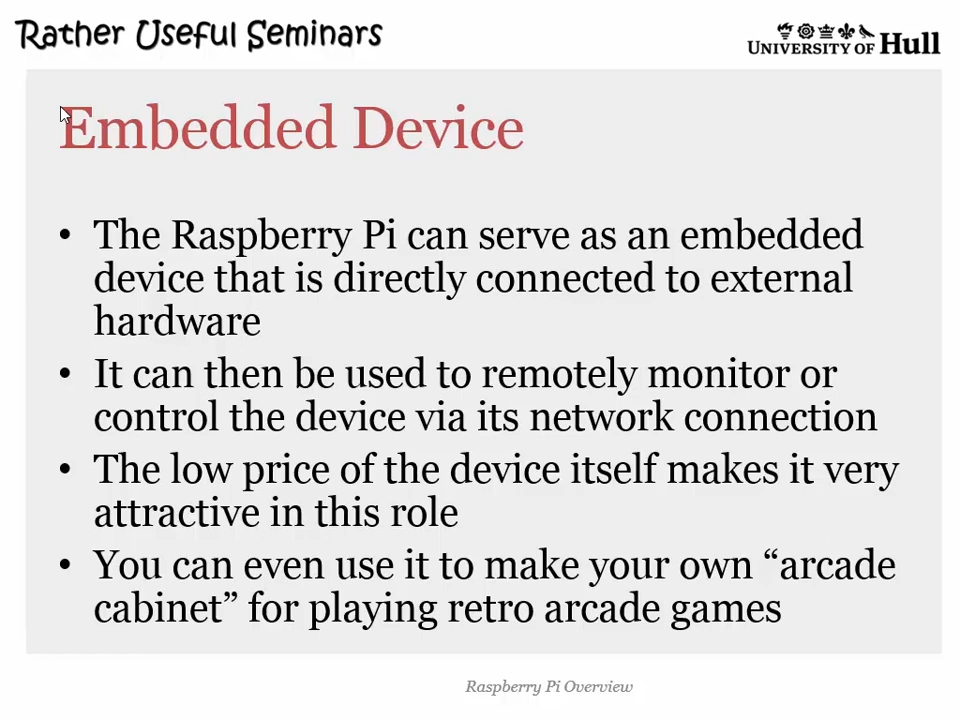 Rather Useful Seminars
UNIVERSITY OF Hull
Embedded Device
• The Raspberry Pi can serve as an embedded
device that is directly connected to external
hardware
• It can then be used to remotely monitor or
control the device via its network connection
• The low price of the device itself makes it very
attractive in this role
• You can even use it to make your own “arcade
cabinet” for playing retro arcade games
Raspberry Pi Overview